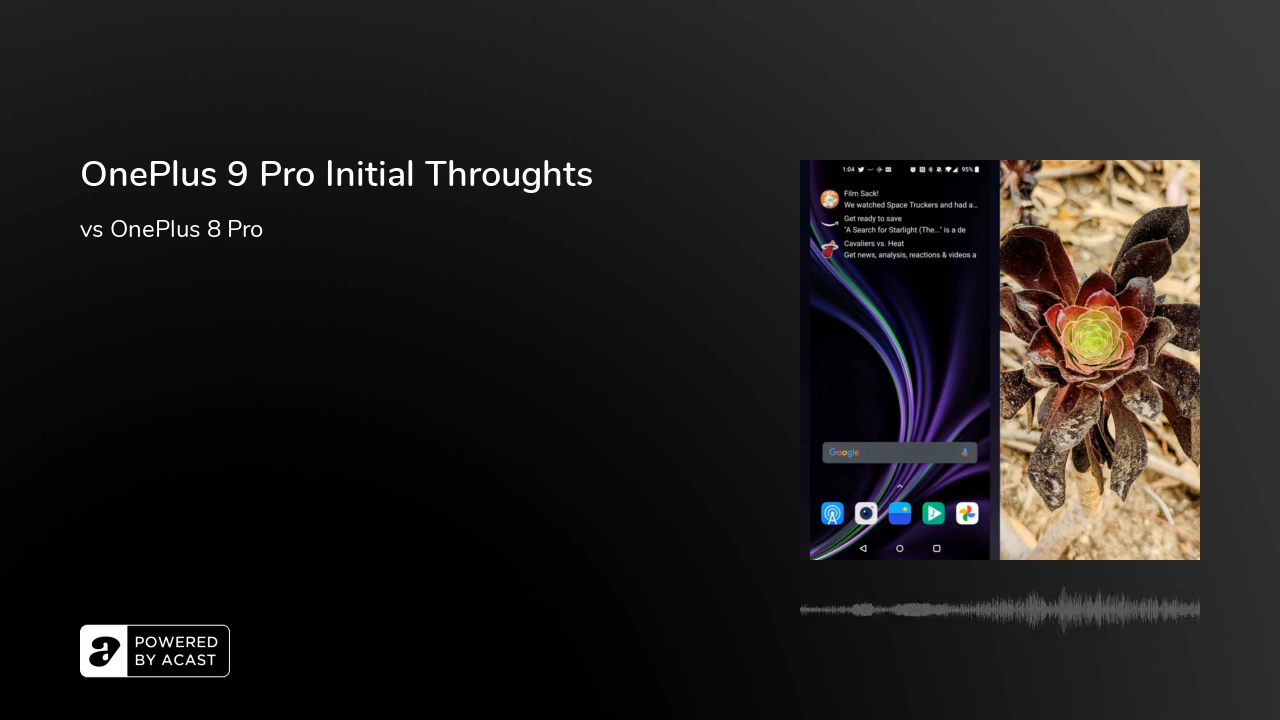 OnePlus 9 Pro Initial Throughts
vs OnePlus 8 Pro
1:04
95%
Film Sack!
We watched Space Truckers and had a...
Get ready to save
"A Search for Starlight (The..." is a de
Cavaliers vs. Heat
Get news, analysis, reactions & videos a
Google
a POWERED
BY ACAST